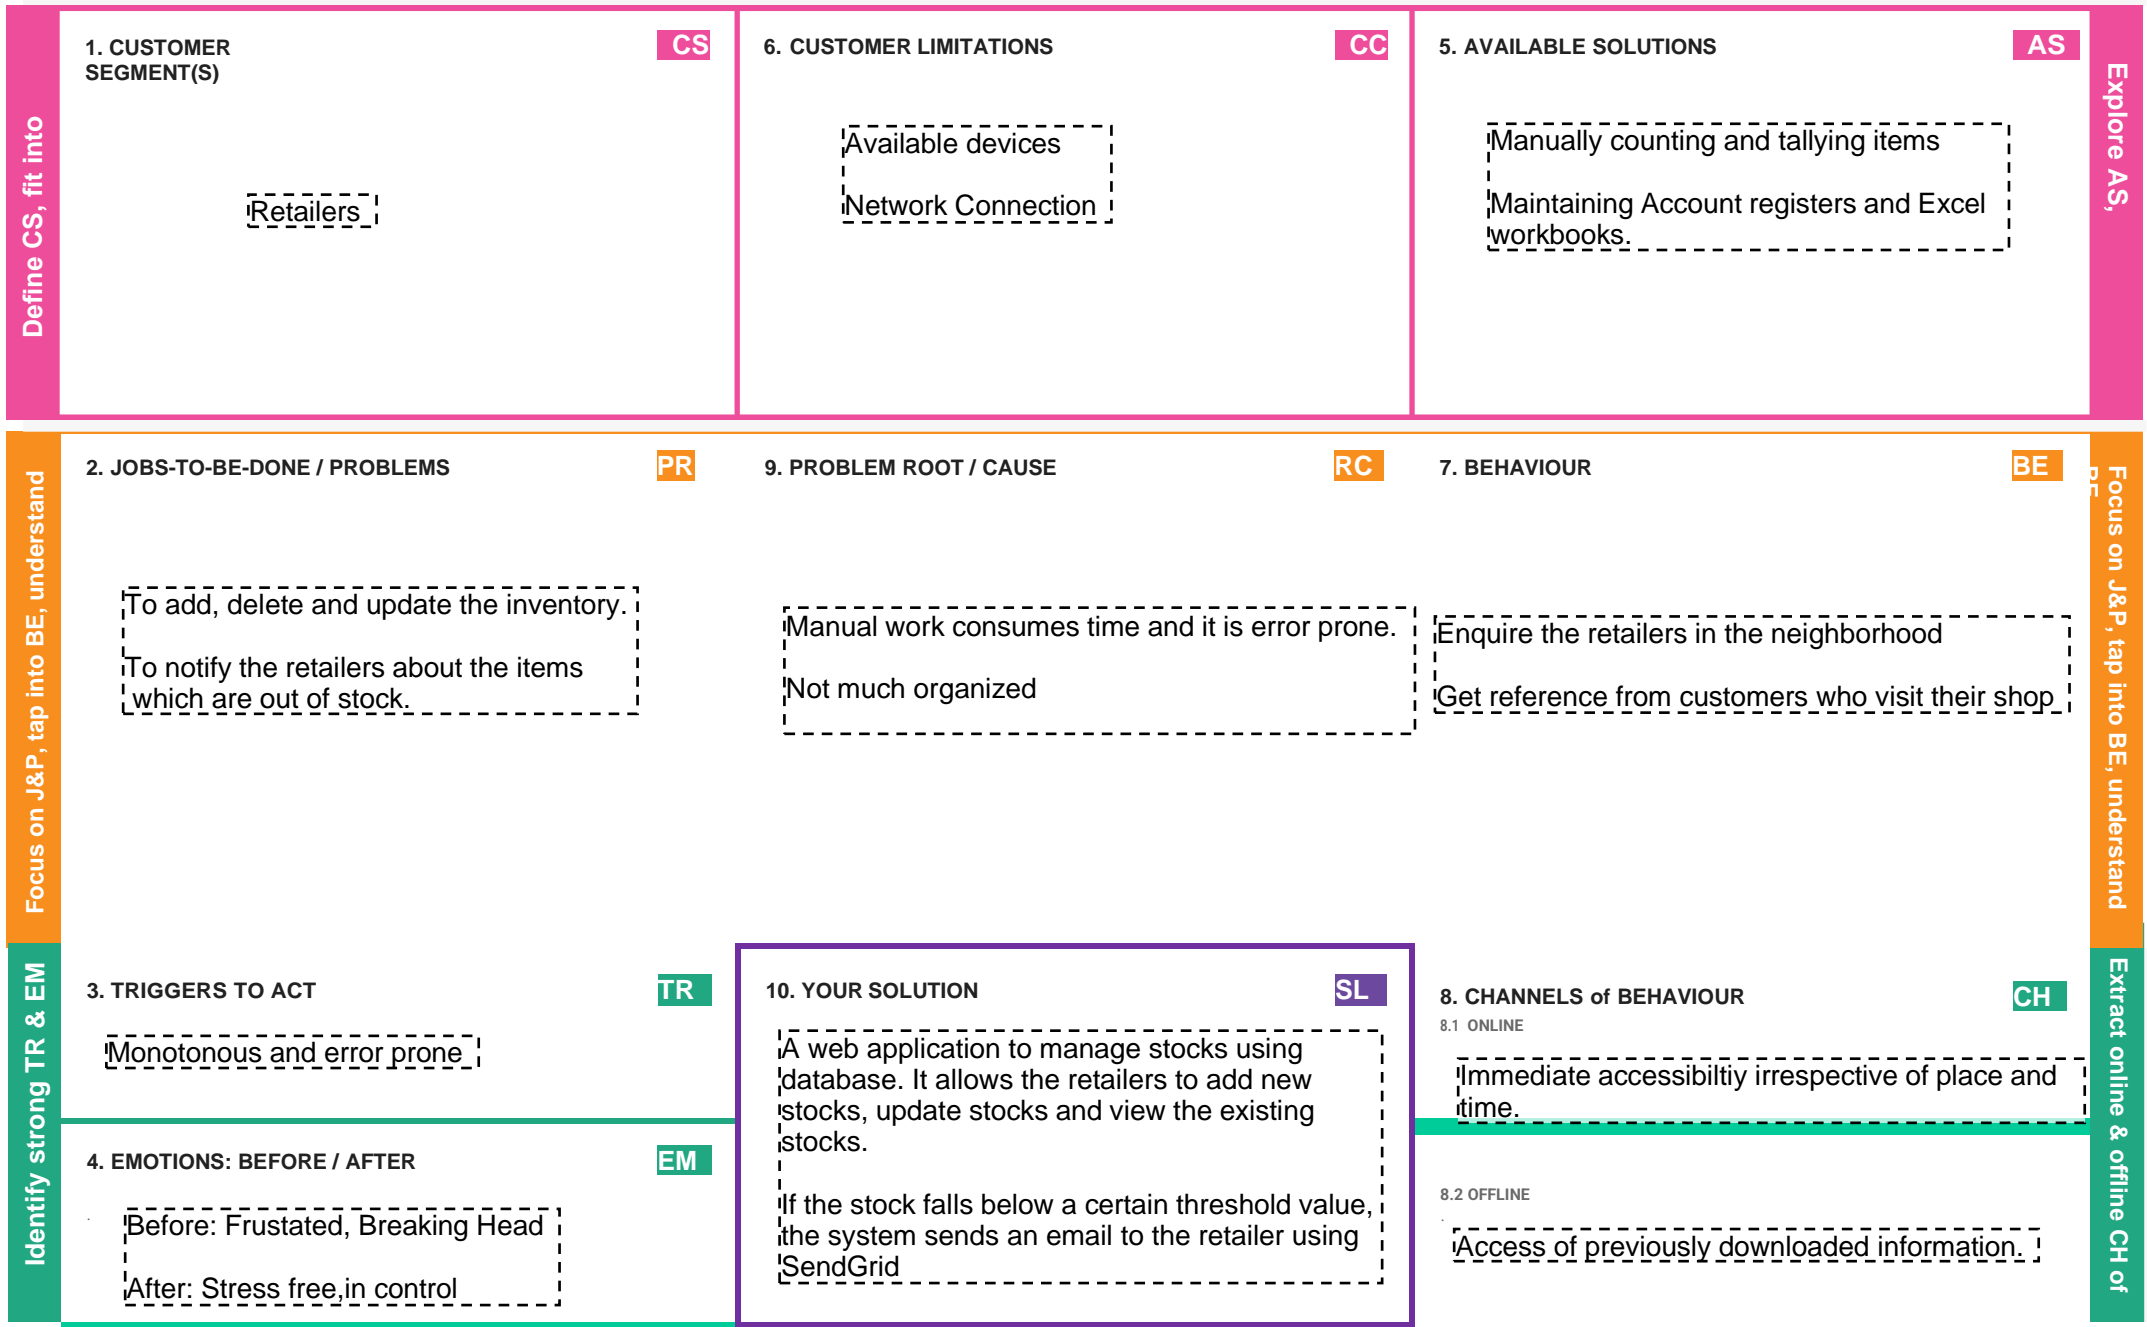 Define CS, fit into
1. CUSTOMER
SEGMENT(S)
CS
Retailers
6. CUSTOMER LIMITATIONS
CC
Available devices
Network Connection
5. AVAILABLE SOLUTIONS
AS
Manually counting and tallying items
Maintaining Account registers and Excel
workbooks.
Explore AS,
Focus on J&P, tap into BE, understand
2. JOBS-TO-BE-DONE / PROBLEMS
PR
To add, delete and update the inventory.
To notify the retailers about the items
which are out of stock.
9. PROBLEM ROOT / CAUSE
RC
Manual work consumes time and it is error prone.
Not much organized
7. BEHAVIOUR
BE
Enquire the retailers in the neighborhood
Get reference from customers who visit their shop
Focus on J&P, tap into BE, understand
Identify strong TR & EM
3. TRIGGERS TO ACT
TR
Monotonous and error prone
4. EMOTIONS: BEFORE / AFTER
EM
Before: Frustated, Breaking Head
After: Stress free,in control
10. YOUR SOLUTION
SL
A web application to manage stocks using
database. It allows the retailers to add new
stocks, update stocks and view the existing
stocks.
If the stock falls below a certain threshold value,
the system sends an email to the retailer using
SendGrid
8. CHANNELS of BEHAVIOUR
CH
8.1 ONLINE
Immediate accessibiltiy irrespective of place and
time.
8.2 OFFLINE
Access of previously downloaded information.
Extract online & offline CH of